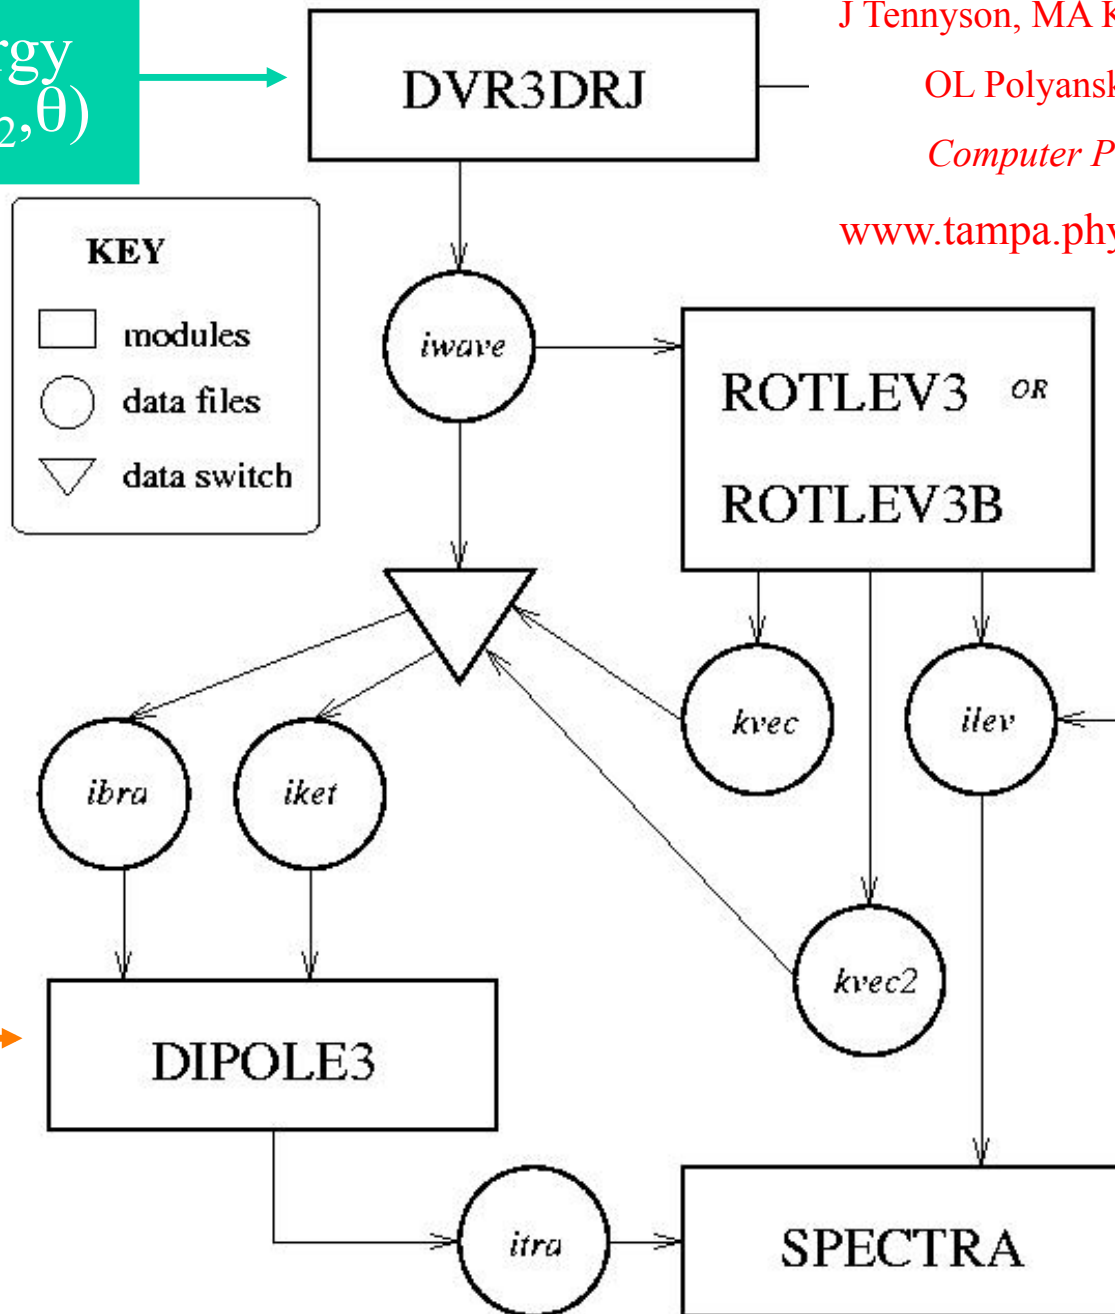 rgy
₂,θ)
DVR3DRJ
J Tennyson, MA K
OL Polyansk
Computer P
www.tampa.phy
KEY
modules
data files
data switch
iwave
ROTLEV3 OR
ROTLEV3B
kvec
ilev
ibra
iket
kvec2
DIPOLE3
itra
SPECTRA